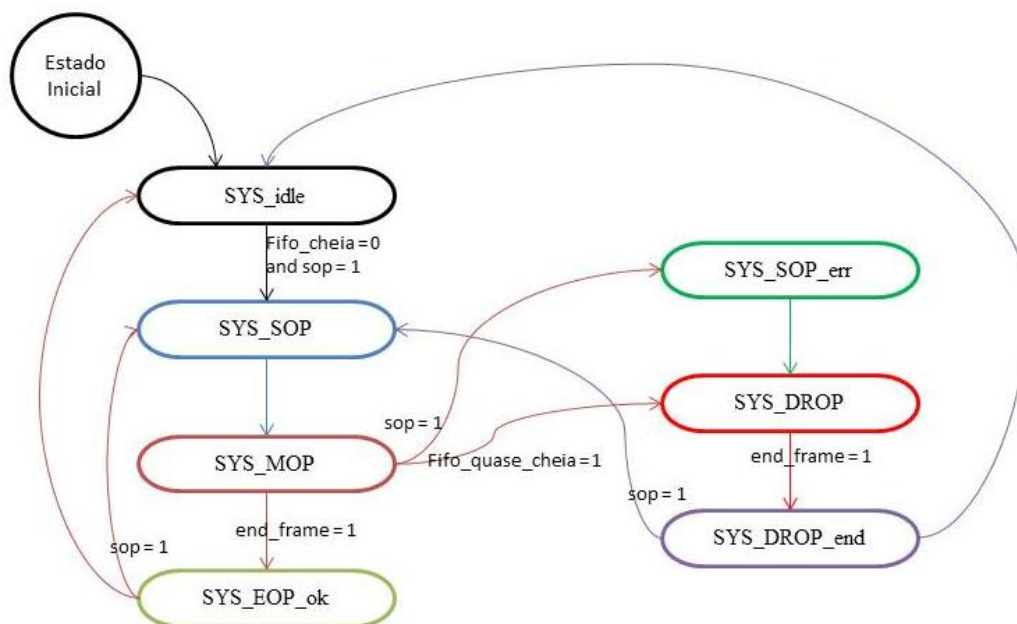 Estado
Inicial
SYS_idle
Fifo_cheia=0
and sop = 1
SYS_SOP_err
SYS_SOP
SYS_DROP
sop = 1
SYS_MOP
Fifo_quase_cheia=1
end_frame = 1
sop = 1
end_frame = 1
SYS_DROP_end
sop = 1
SYS_EOP_ok